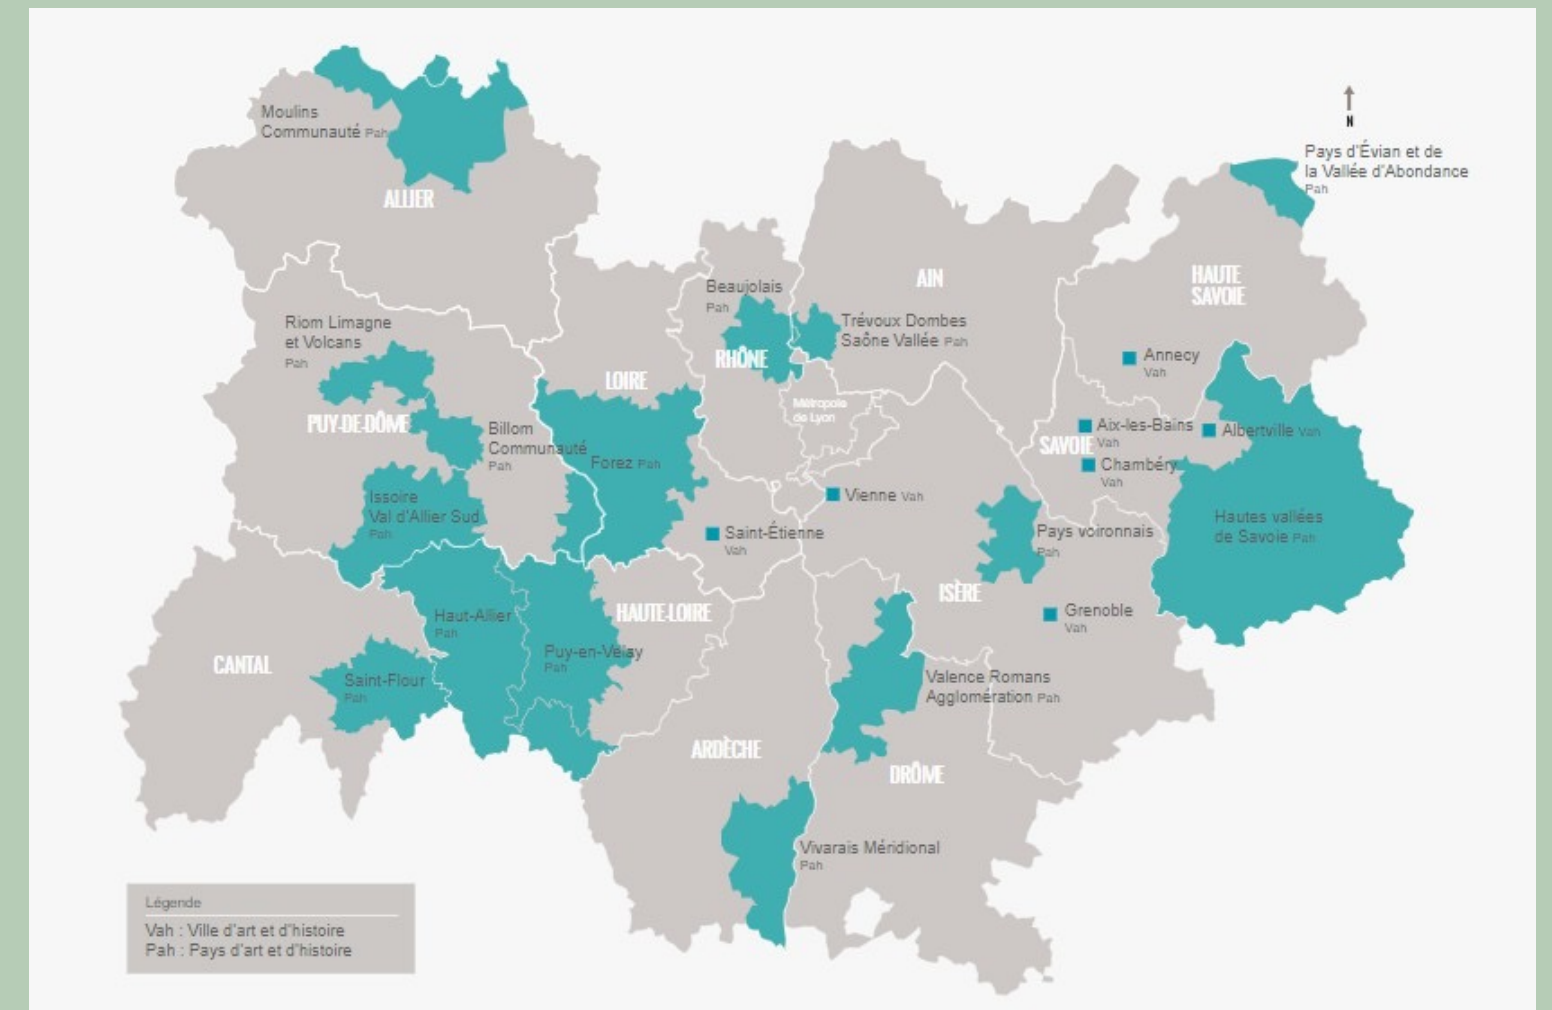 Moulins
Communauté Pah
ALLIER
N
Pays d'Évian et de
la Vallée d'Abondance
Pah
AIN
HAUTE
SAVOIE
Beaujolais
Pah
Riom Limagne
et Volcans
Pah
Trévoux Dombes
Saône Vallée Pah
RHÔNE
Annecy
Vah
LOIRE
Métropole
de Lyon
PUY-DE-DÔME
Billom
Communauté
Pah
Aix-les-Bains
Vah
Albertville Vah
SAVOIE
Chambéry
Vah
Forez Pah
Issoire
Val d'Allier Sud
Pah
Vienne Vah
Saint-Étienne
Vah
Pays voironnais
Pah
Hautes vallées
de Savoie Pah
ISÈRE
Grenoble
Vah
Haut-Allier
Pah
HAUTE-LOIRE
Puy-en-Velay
Pah
CANTAL
Saint-Flour
Pah
Valence Romans
Agglomération Pah
ARDÈCHE
DRÔME
Vivarais Méridional
Pah
Légende
Vah : Ville d'art et d'histoire
Pah : Pays d'art et d'histoire